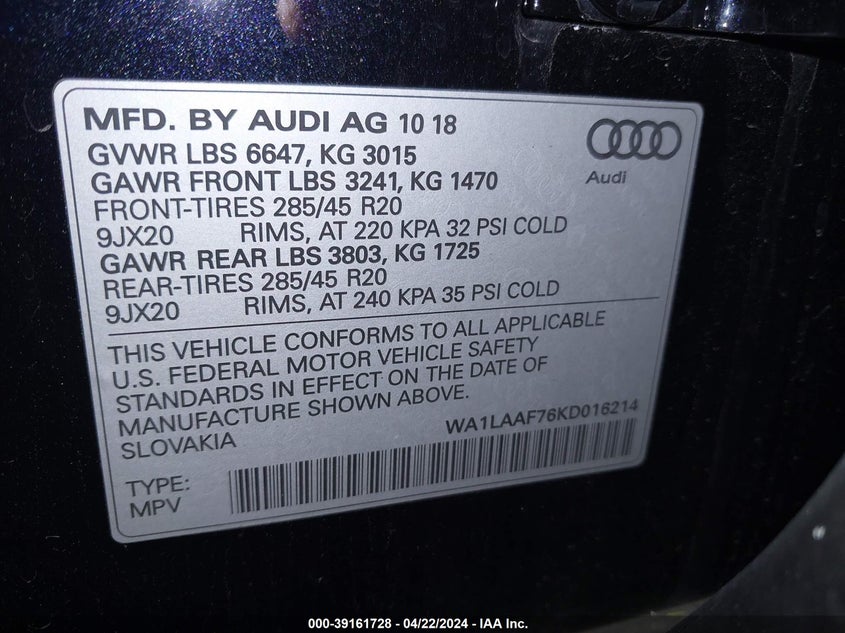 MFD. BY AUDI AG 10 18
GVWR LBS 6647, KG 3015
GAWR FRONT LBS 3241, KG 1470
FRONT-TIRES 285/45 R20
9JX20 RIMS, AT 220 KPA 32 PSI COLD
GAWR REAR LBS 3803, KG 1725
REAR-TIRES 285/45 R20
9JX20 RIMS, AT 240 KPA 35 PSI COLD
Audi
THIS VEHICLE CONFORMS TO ALL APPLICABLE
U.S. FEDERAL MOTOR VEHICLE SAFETY
STANDARDS IN EFFECT ON THE DATE OF
MANUFACTURE SHOWN ABOVE.
SLOVAKIA WA1LAAF76KD016214
TYPE:
MPV
000-39161728 - 04/22/2024 - IAA Inc.